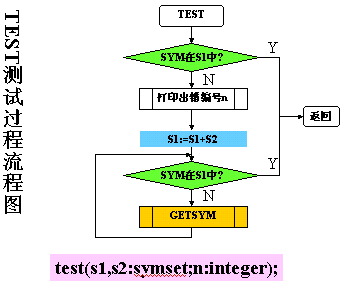 TEST测试过程流程图
TEST
SYM在S1中?
Y
N
打印出错编号n
返回
S1:=S1+S2
Y
SYM在S1中?
N
GETSYM
test(s1,s2:symset;n:integer);